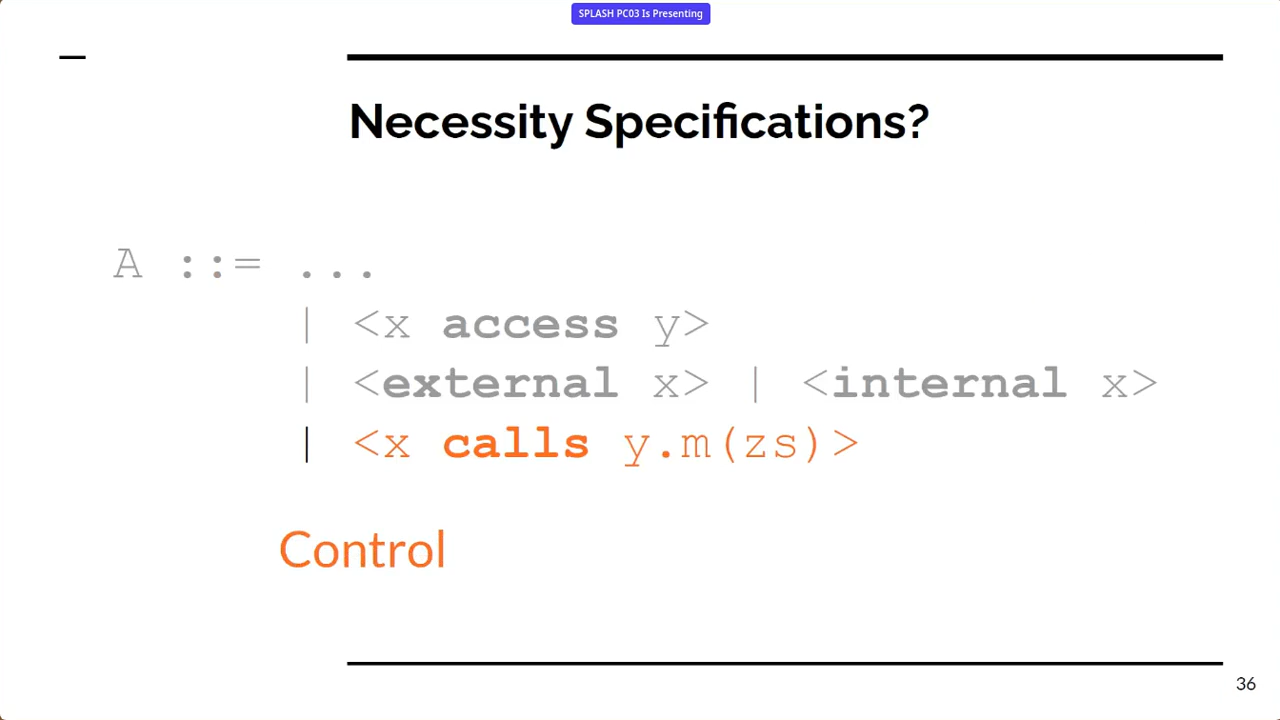 SPLASH PC03 Is Presenting
Necessity Specifications?
A ::= ...
| <x access y>
| <external x> | <internal x>
| <x calls y.m(zs)>
Control
36